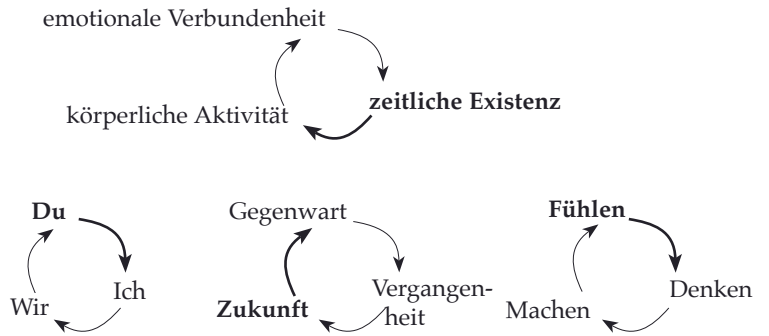 emotionale Verbundenheit
zeitliche Existenz
körperliche Aktivität
Du
Ich
Wir
Gegenwart
Vergangen-
heit
Zukunft
Fühlen
Denken
Machen